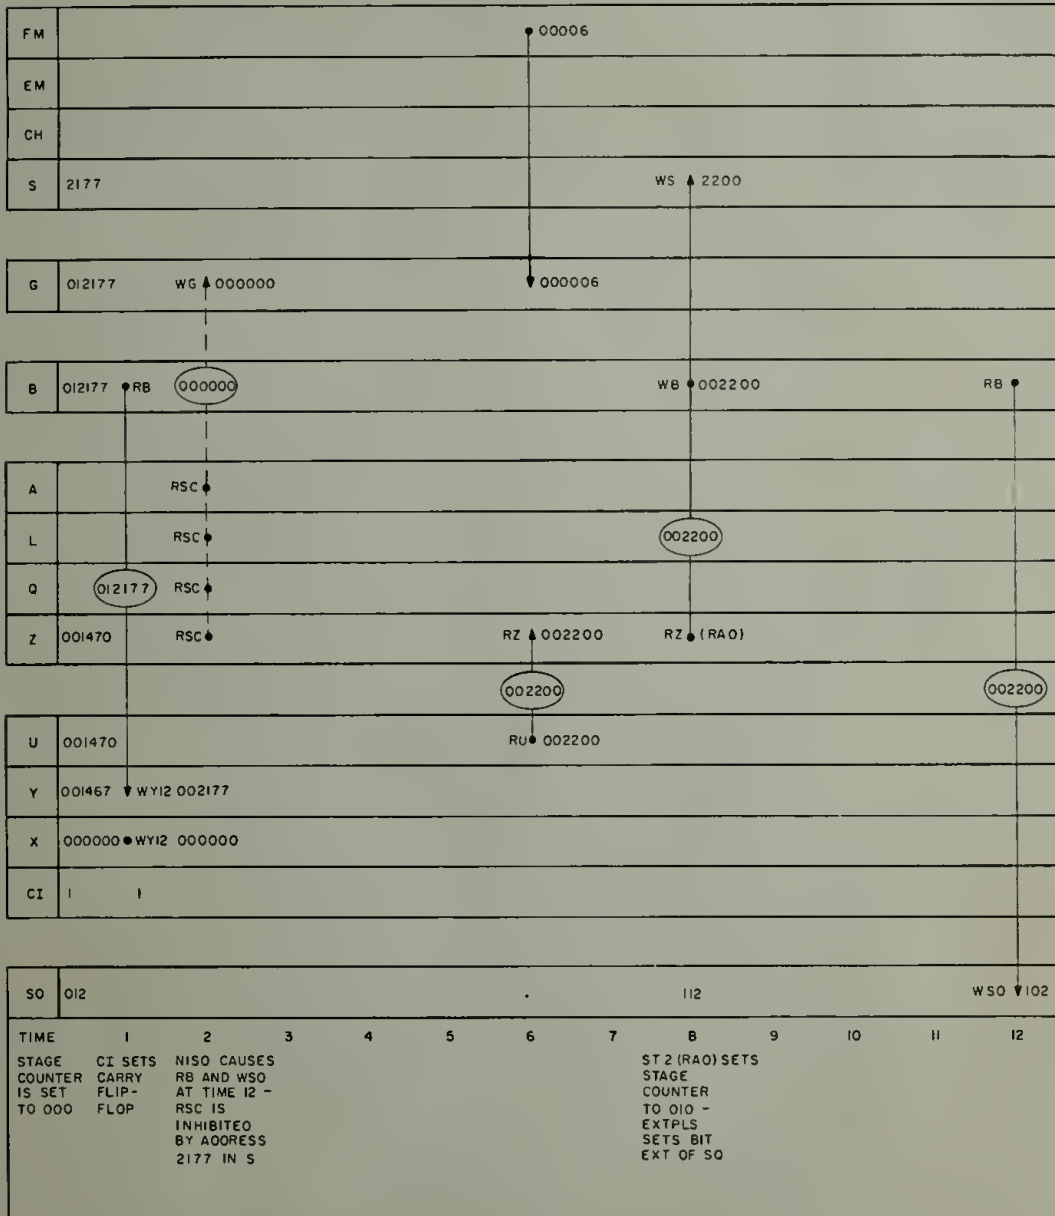 FM 00006
EM
CH
S 2177 WS 2200
G 012177 WG 000000 000006
B 012177 RB 000000 WB 002200 RB
A RSC
L RSC 002200
Q 012177 RSC
Z 001470 RSC RZ 002200 RZ (RAO)
002200 002200
U 001470 RU 002200
Y 001467 WY12 002177
X 000000 WY12 000000
CI 1 1
SO 012 112 WSO 102
TIME 1 2 3 4 5 6 7 8 9 10 11 12
STAGE CI SETS NISO CAUSES ST2 (RAO) SETS
COUNTER CARRY RB AND WSO STAGE
IS SET FLIP- AT TIME 12 - COUNTER
TO 000 FLOP RSC IS TO 010 -
INHIBITEO EXTPLS
BY AOORESS SETS BIT
2177 IN S EXT OF SQ